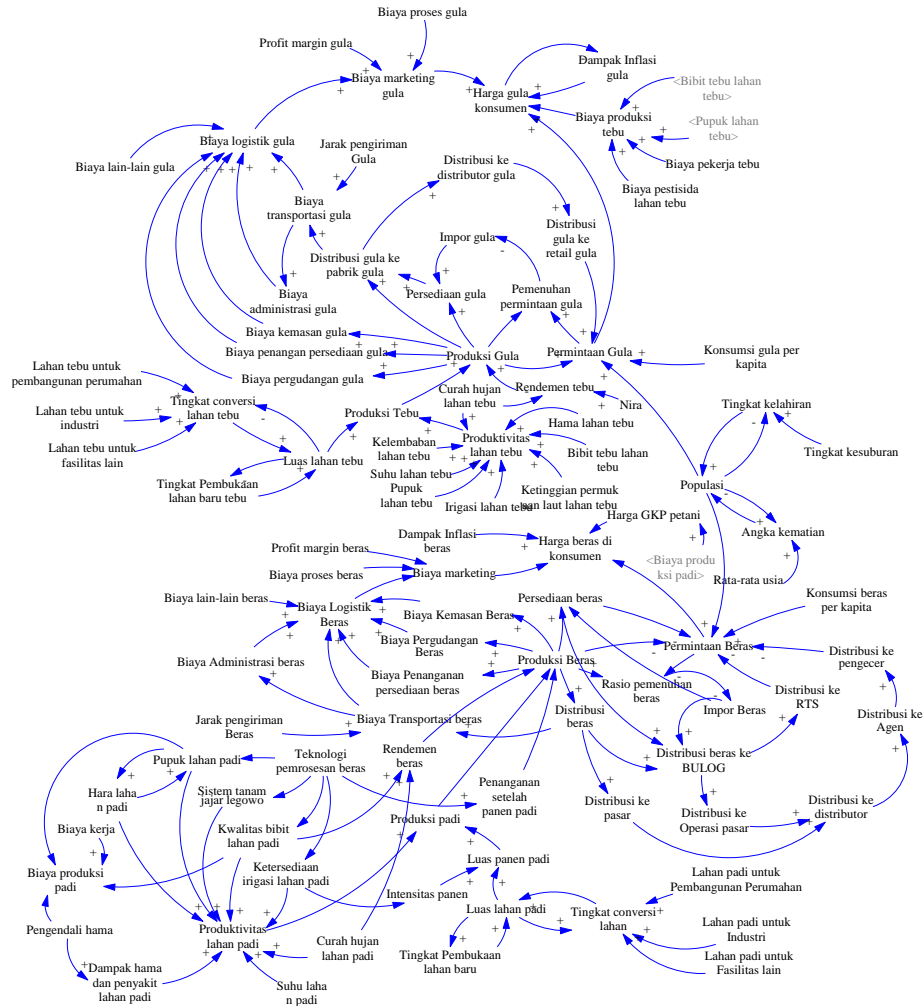 Biaya proses gula
Profit margin gula
Biaya marketing
gula
Harga gula
konsumen
Dampak Inflasi
gula
<Bibit tebu lahan
tebu>
Biaya produksi
tebu
<Pupuk lahan
tebu>
Biaya pekerja tebu
Biaya pestisida
lahan tebu
Biaya logistik gula
Biaya lain-lain gula
Jarak pengiriman
Gula
Distribusi ke
distributor gula
Biaya
transportasi gula
Distribusi
gula ke
retail gula
Impor gula
Distribusi gula ke
pabrik gula
Biaya
administrasi gula
Persediaan gula
Pemenuhan
permintaan gula
Biaya kemasan gula
Biaya penangan persediaan gula
Biaya pergudangan gula
Produksi Gula
Permintaan Gula
Konsumsi gula per
kapita
Lahan tebu untuk
pembangunan perumahan
Lahan tebu untuk
industri
Lahan tebu untuk
fasilitas lain
Tingkat conversi
lahan tebu
Luas lahan tebu
Tingkat Pembukaan
lahan baru tebu
Produksi Tebu
Curah hujan
lahan tebu
Rendemen tebu
Nira
Hama lahan tebu
Kelembaban
lahan tebu
Produktivitas
lahan tebu
Bibit tebu lahan
tebu
Suhu lahan tebu
Pupuk
lahan tebu
Irigasi lahan tebu
Ketinggian permuk
aan laut lahan tebu
Tingkat kelahiran
Tingkat kesuburan
Populasi
Angka kematian
Rata-rata usia
Harga GKP petani
<Biaya produ
ksi padi>
Dampak Inflasi
beras
Harga beras di
konsumen
Profit margin beras
Biaya proses beras
Biaya marketing
Biaya lain-lain beras
Biaya Logistik
Beras
Biaya Kemasan Beras
Persediaan beras
Konsumsi beras
per kapita
Biaya Pergudangan
Beras
Biaya Administrasi beras
Biaya Penanganan
persediaan beras
Produksi Beras
Permintaan Beras
Distribusi ke
pengecer
Rasio pemenuhan
beras
Impor Beras
Distribusi ke
RTS
Distribusi ke
Agen
Jarak pengiriman
Beras
Biaya Transportasi beras
Distribusi
beras
Distribusi beras ke
BULOG
Pupuk lahan padi
Teknologi
pemrosesan beras
Rendemen
beras
Penanganan
setelah
panen padi
Hara laha
n padi
Sistem tanam
jajar legowo
Distribusi ke
pasar
Distribusi ke
Operasi pasar
Distribusi ke
distributor
Biaya kerja
Kwalitas bibit
lahan padi
Produksi padi
Biaya produksi
padi
Ketersediaan
irigasi lahan padi
Luas panen padi
Intensitas panen
Lahan padi untuk
Pembangunan Perumahan
Luas lahan padi
Tingkat conversi
lahan
Lahan padi untuk
Industri
Pengendali hama
Produktivitas
lahan padi
Curah hujan
lahan padi
Tingkat Pembukaan
lahan baru
Lahan padi untuk
Fasilitas lain
Dampak hama
dan penyakit
lahan padi
Suhu laha
n padi